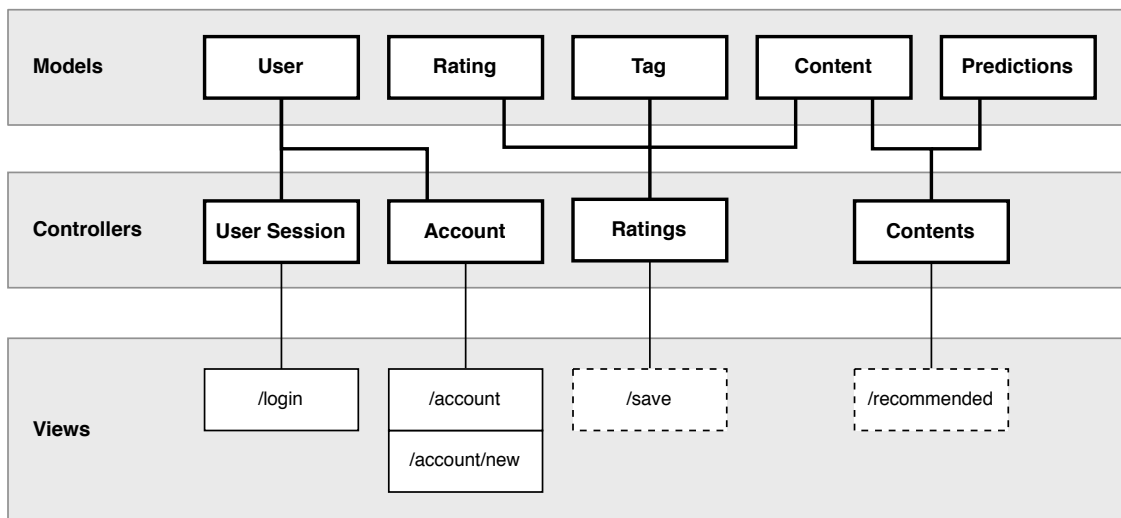 Models
User
Rating
Tag
Content
Predictions
Controllers
User Session
Account
Ratings
Contents
Views
/login
/account
/save
/recommended
/account/new